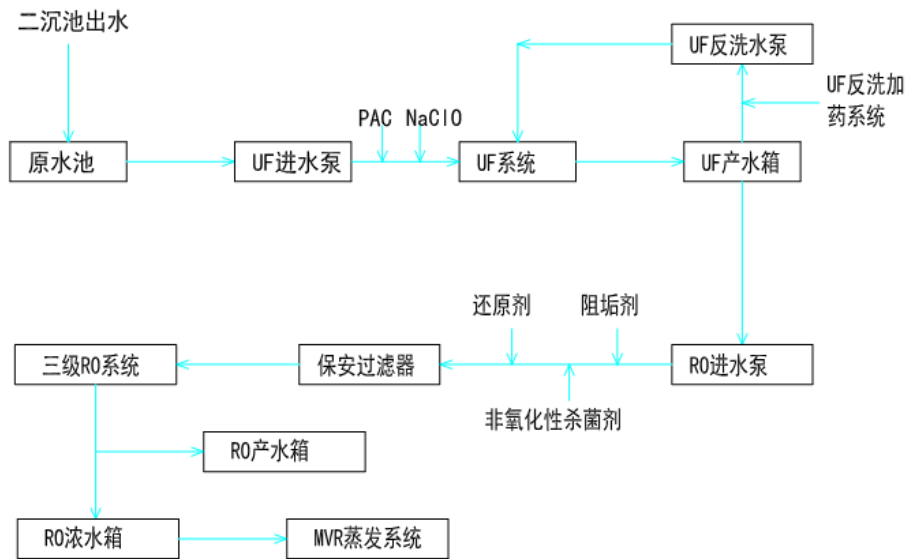 二沉池出水
UF反洗水泵
UF反洗加
药系统
PAC NaClO
原水池
UF进水泵
UF系统
UF产水箱
还原剂
阻垢剂
三级RO系统
保安过滤器
RO进水泵
非氧化性杀菌剂
RO产水箱
RO浓水箱
MVR蒸发系统